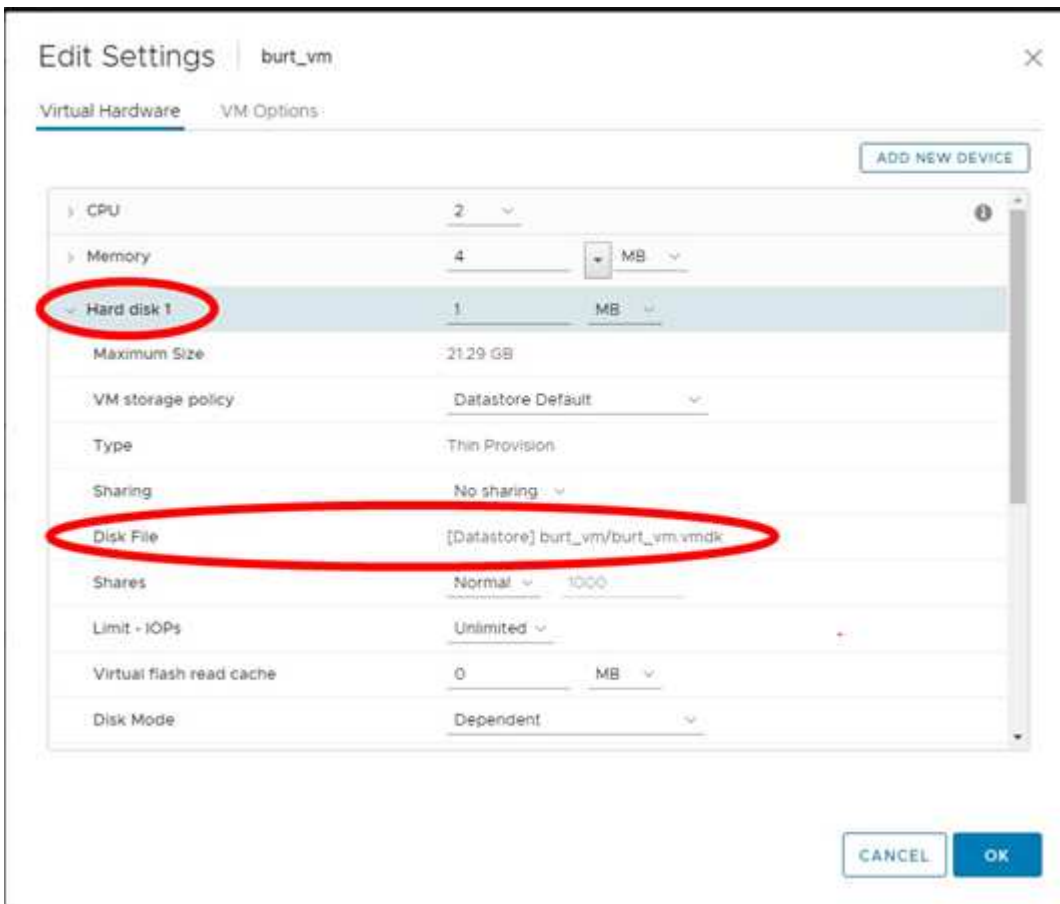 Edit Settings burt_vm
Virtual Hardware VM Options
ADD NEW DEVICE
CPU 2
Memory 4 MB
Hard disk 1 1 MB
Maximum Size 21.29 GB
VM storage policy Datastore Default
Type Thin Provision
Sharing No sharing
Disk File [Datastore] burt_vm/burt_vm.vmdk
Shares Normal 1000
Limit - IOPs Unlimited
Virtual flash read cache 0 MB
Disk Mode Dependent
CANCEL OK